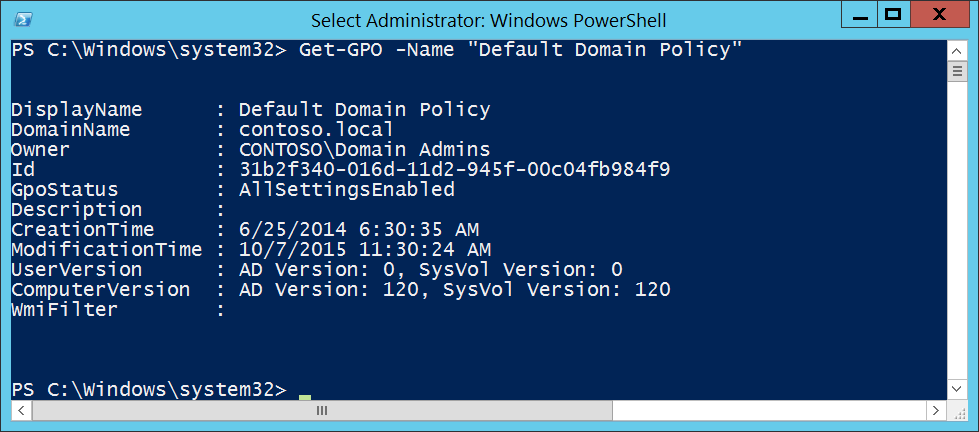 Select Administrator: Windows PowerShell
PS C:\Windows\system32> Get-GPO -Name "Default Domain Policy"
DisplayName      : Default Domain Policy
DomainName       : contoso.local
Owner            : CONTOSO\Domain Admins
Id               : 31b2f340-016d-11d2-945f-00c04fb984f9
GpoStatus        : AllSettingsEnabled
Description      :
CreationTime     : 6/25/2014 6:30:35 AM
ModificationTime : 10/7/2015 11:30:24 AM
UserVersion      : AD Version: 0, SysVol Version: 0
ComputerVersion  : AD Version: 120, SysVol Version: 120
WmiFilter        :
PS C:\Windows\system32>